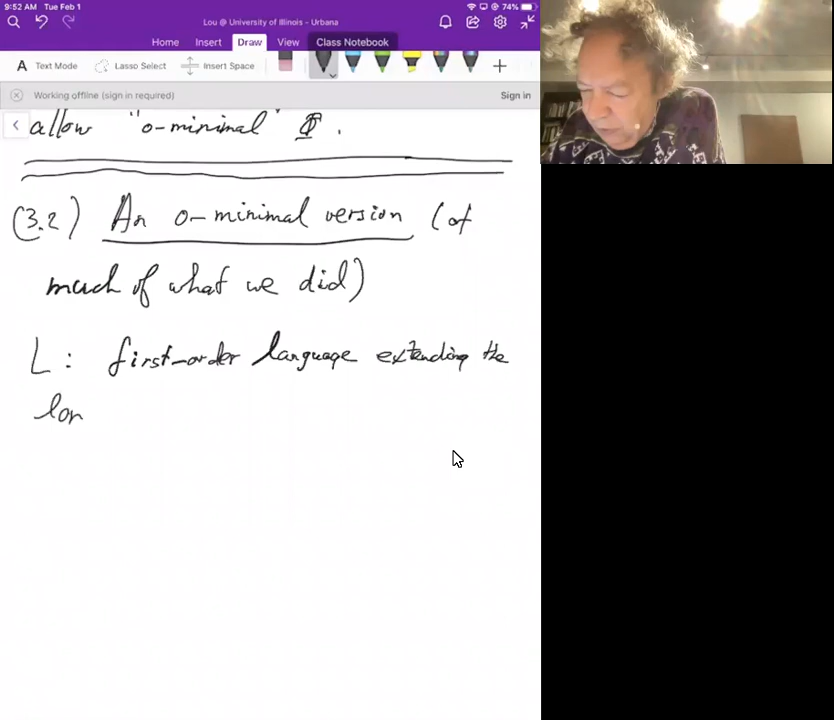 9:52 AM Tue Feb 1
74%
Lou @ University of Illinois - Urbana
Home Insert Draw View Class Notebook
A Text Mode Lasso Select Insert Space
Working offline (sign in required) Sign in
allow "o-minimal" Φ.
(3.2) An o-minimal version (of
much of what we did)
L: first-order language extending the
lan